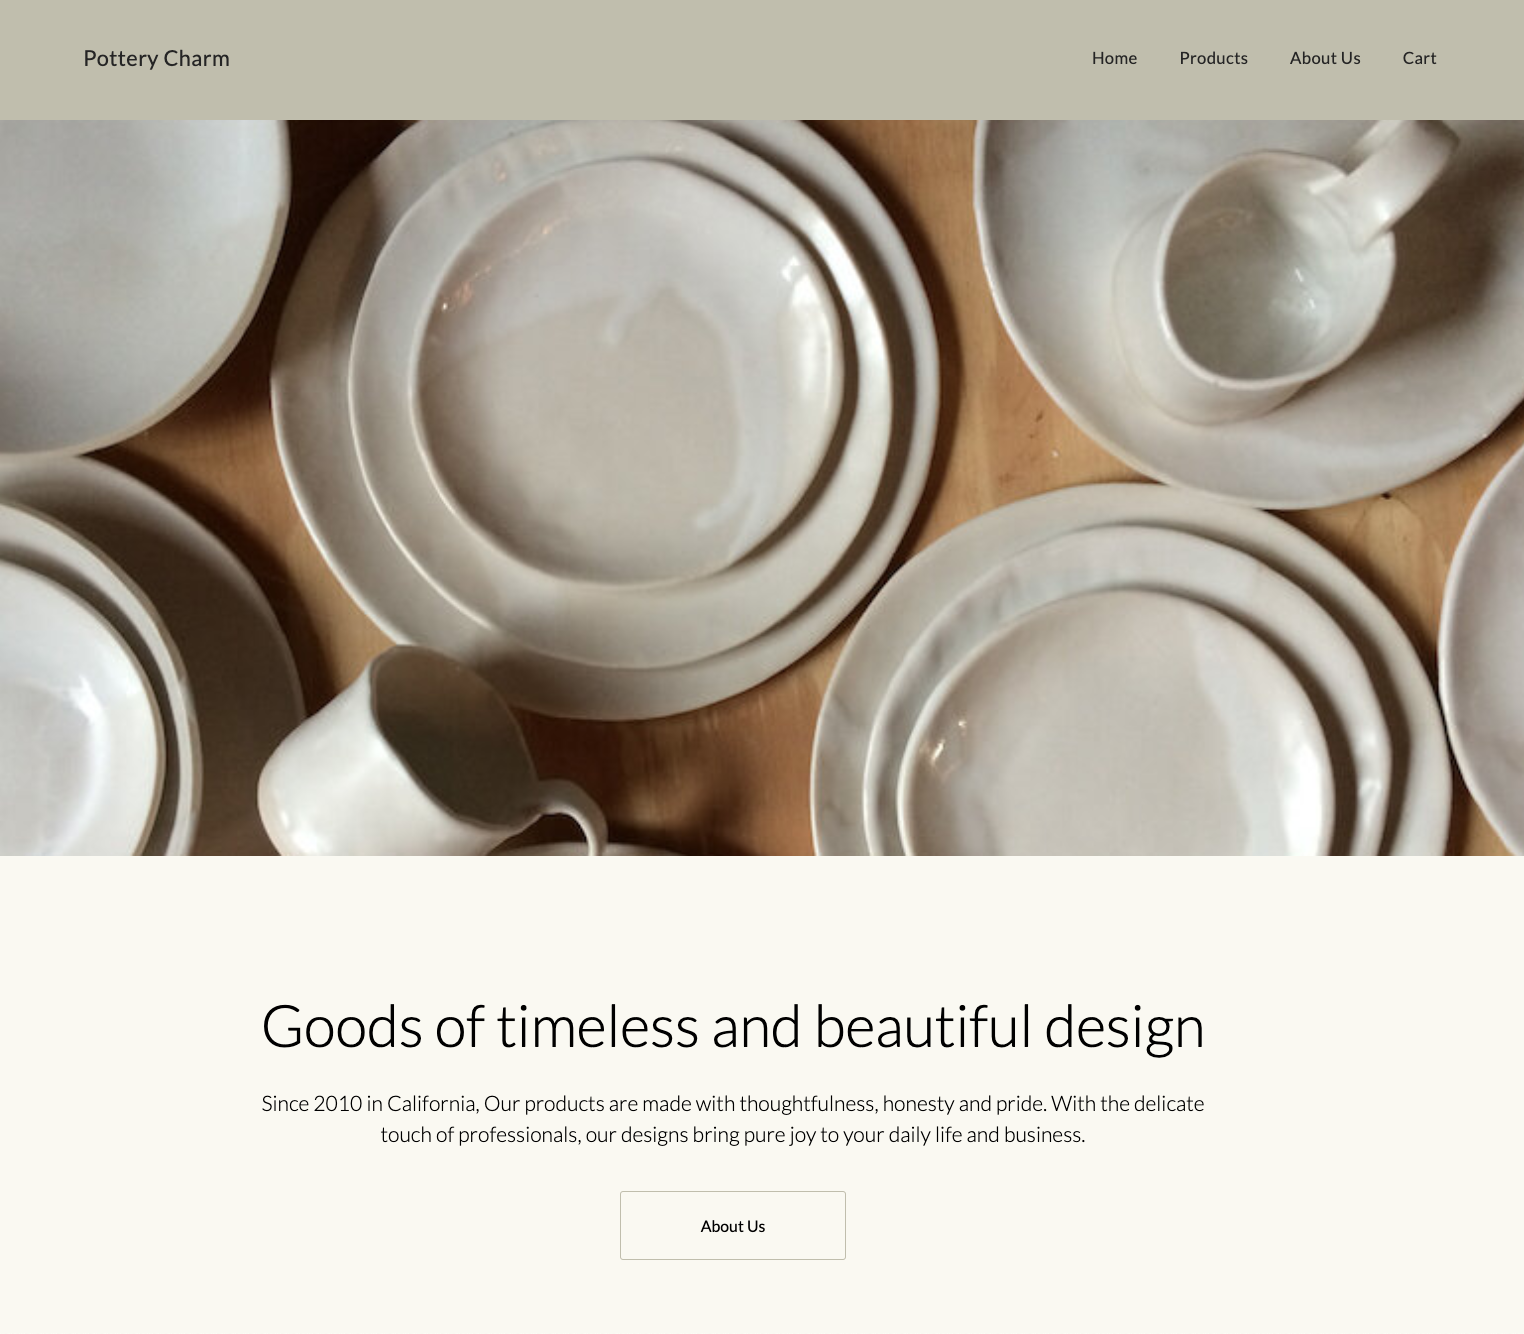 Pottery Charm
Home Products About Us Cart
Goods of timeless and beautiful design
Since 2010 in California, Our products are made with thoughtfulness, honesty and pride. With the delicate
touch of professionals, our designs bring pure joy to your daily life and business.
About Us